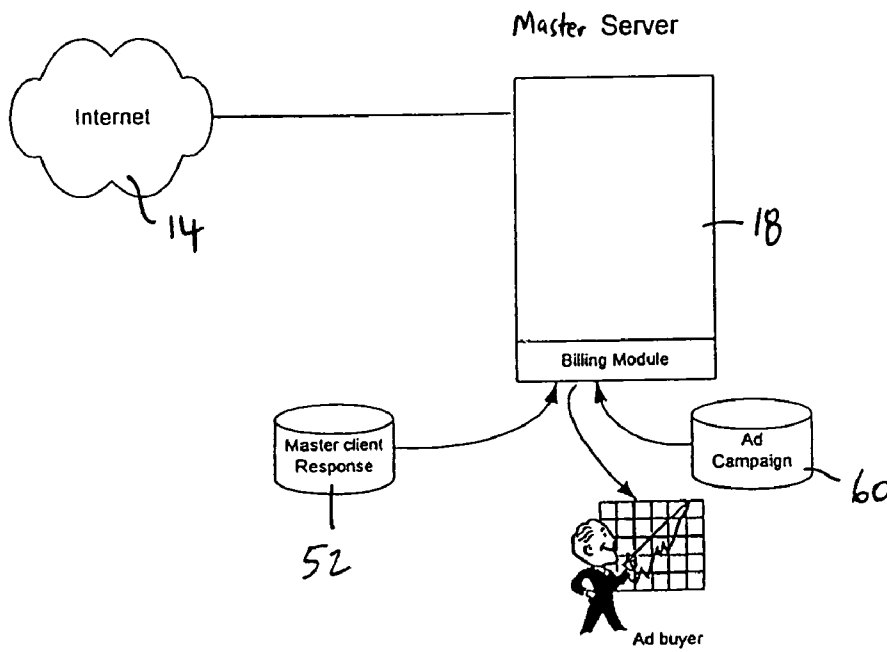 Master Server
Internet
14
18
Billing Module
Master client
Response
Ad
Campaign
52
60
Ad buyer